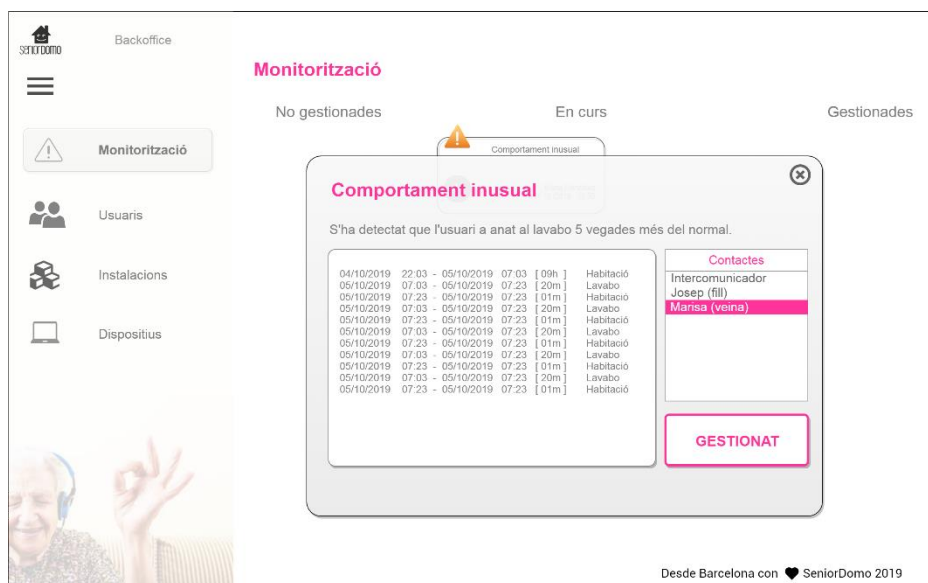 seniorDOMO
Backoffice
Monitorització
Usuaris
Instalacions
Dispositius
Monitorització
No gestionades
En curs
Gestionades
Comportament inusual
Comportament inusual
S'ha detectat que l'usuari a anat al lavabo 5 vegades més del normal.
04/10/2019 22:03 - 05/10/2019 07:03 [ 09h ] Habitació
05/10/2019 07:03 - 05/10/2019 07:23 [ 20m ] Lavabo
05/10/2019 07:23 - 05/10/2019 07:23 [ 01m ] Habitació
05/10/2019 07:03 - 05/10/2019 07:23 [ 20m ] Lavabo
05/10/2019 07:23 - 05/10/2019 07:23 [ 01m ] Habitació
05/10/2019 07:03 - 05/10/2019 07:23 [ 20m ] Lavabo
05/10/2019 07:23 - 05/10/2019 07:23 [ 01m ] Habitació
05/10/2019 07:03 - 05/10/2019 07:23 [ 20m ] Lavabo
05/10/2019 07:23 - 05/10/2019 07:23 [ 01m ] Habitació
05/10/2019 07:03 - 05/10/2019 07:23 [ 20m ] Lavabo
05/10/2019 07:23 - 05/10/2019 07:23 [ 01m ] Habitació
Contactes
Intercomunicador
Josep (fill)
Marisa (veina)
GESTIONAT
Desde Barcelona con ♥ SeniorDomo 2019